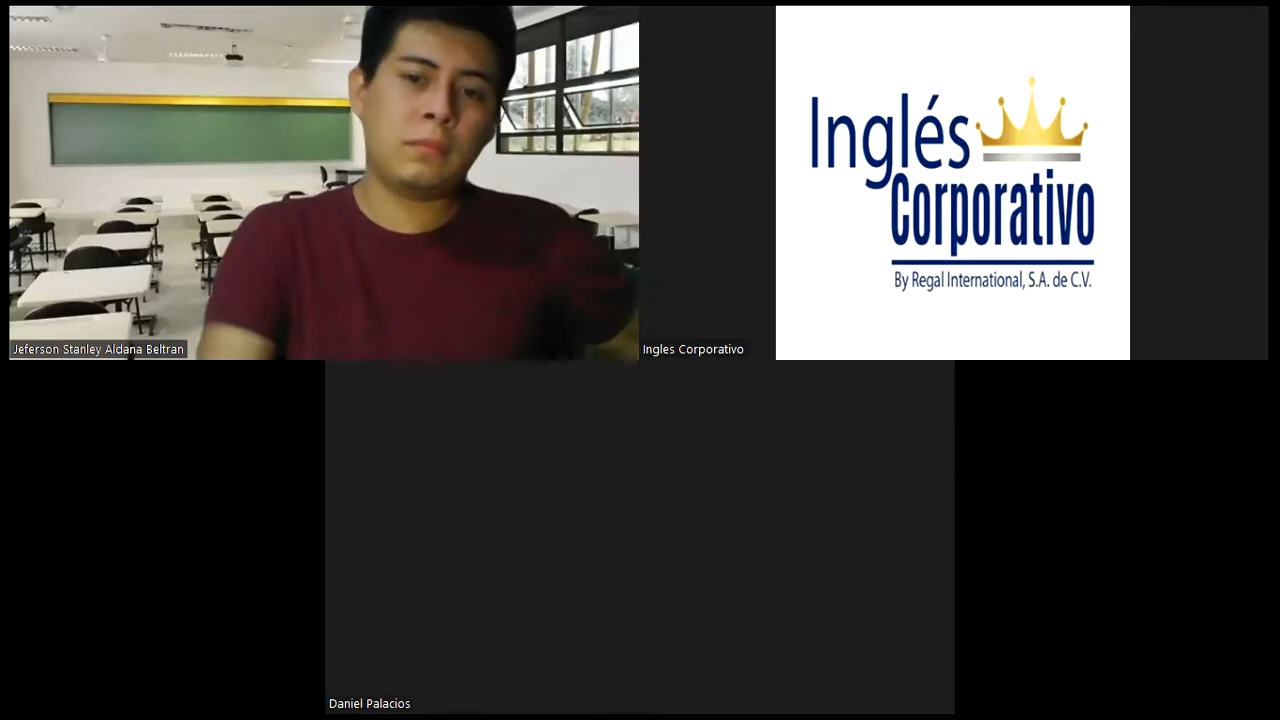 Inglés
Corporativo
By Regal International, S.A. de C.V.
Jeferson Stanley Aldana Beltran
Ingles Corporativo
Daniel Palacios